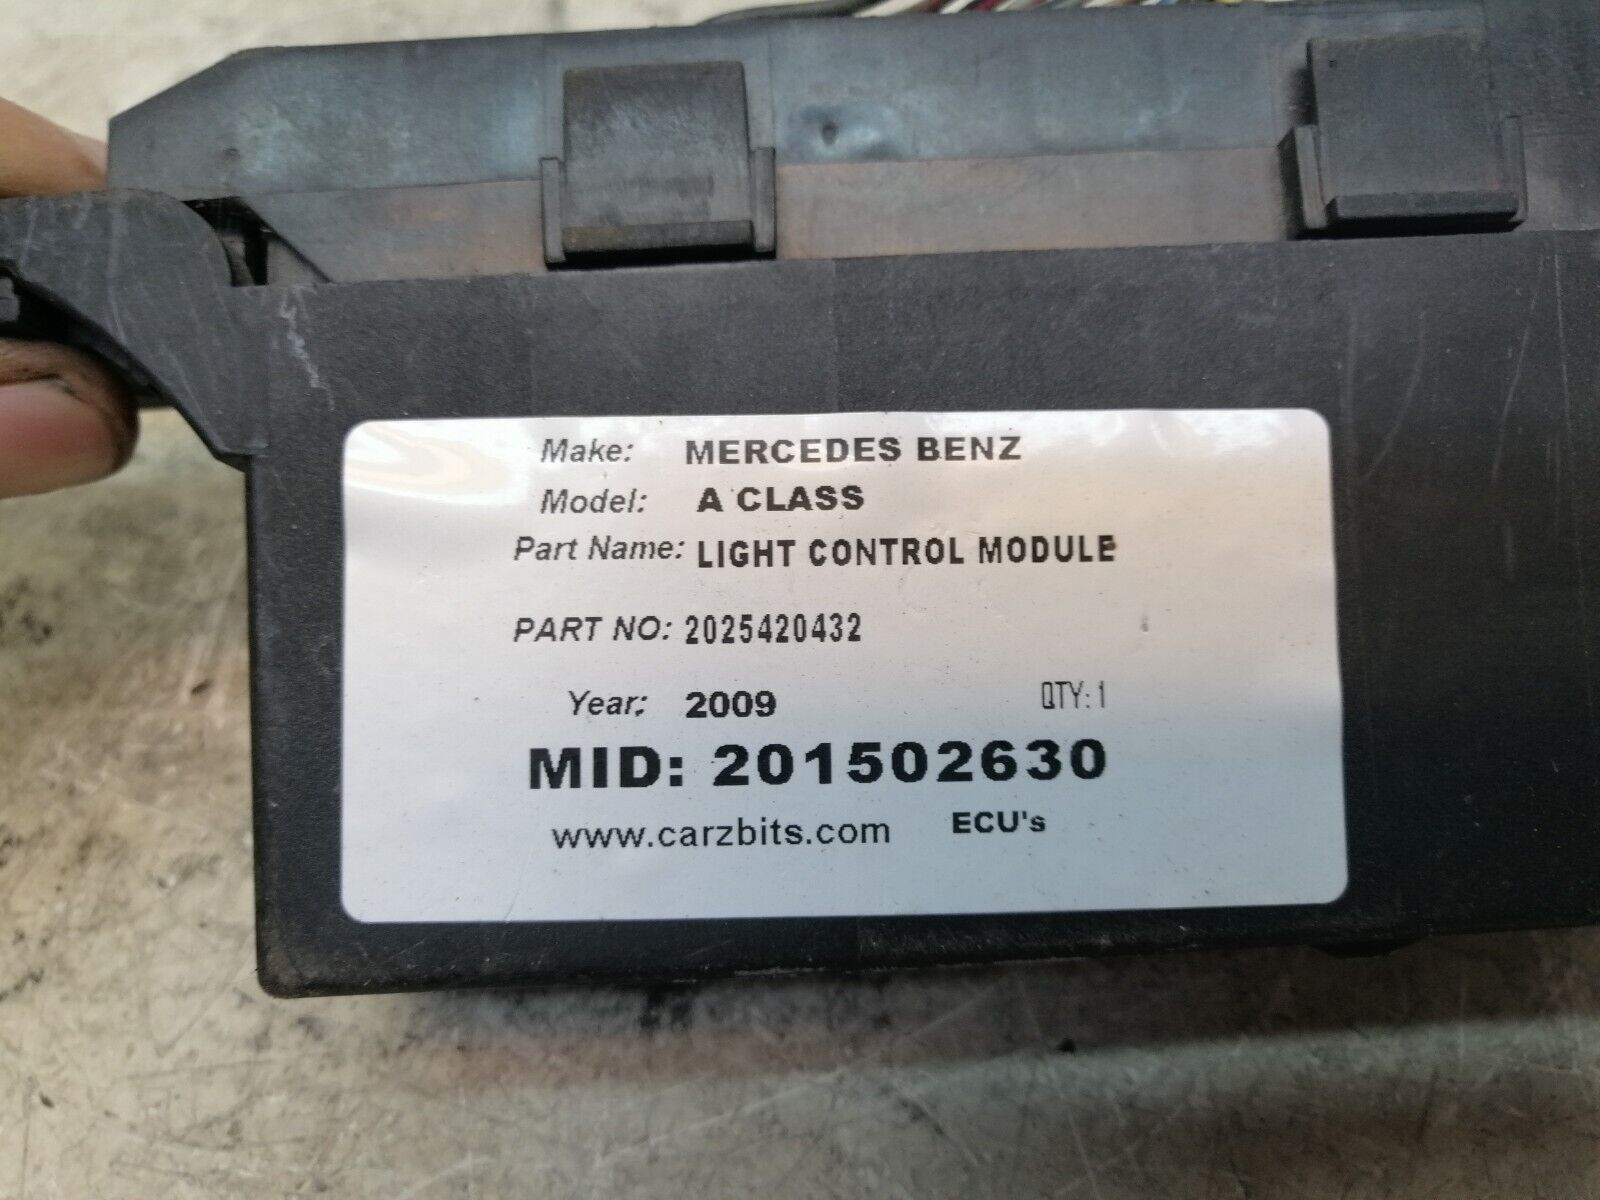 Make: MERCEDES BENZ
Model: A CLASS
Part Name: LIGHT CONTROL MODULE
PART NO: 2025420432
Year: 2009 QTY: 1
MID: 201502630
www.carzbits.com ECU's